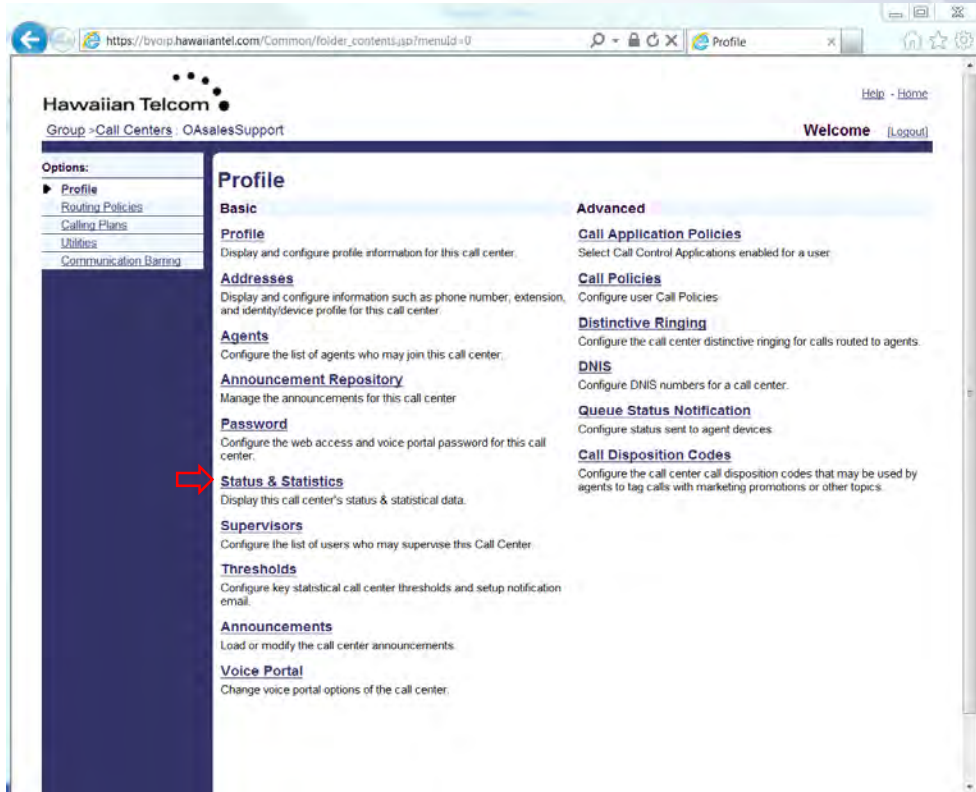 https://bvoip.hawaiiantel.com/Common/folder_contents.jsp?menuId=0
Profile
Hawaiian Telcom
Help - Home
Group >Call Centers : OAsalesSupport
Welcome [Logout]
Options:
Profile
Routing Policies
Calling Plans
Utilities
Communication Barring
Profile
Basic
Profile
Display and configure profile information for this call center.
Addresses
Display and configure information such as phone number, extension,
and identity/device profile for this call center.
Agents
Configure the list of agents who may join this call center.
Announcement Repository
Manage the announcements for this call center
Password
Configure the web access and voice portal password for this call
center.
Status & Statistics
Display this call center's status & statistical data.
Supervisors
Configure the list of users who may supervise this Call Center
Thresholds
Configure key statistical call center thresholds and setup notification
email.
Announcements
Load or modify the call center announcements.
Voice Portal
Change voice portal options of the call center.
Advanced
Call Application Policies
Select Call Control Applications enabled for a user
Call Policies
Configure user Call Policies
Distinctive Ringing
Configure the call center distinctive ringing for calls routed to agents.
DNIS
Configure DNIS numbers for a call center.
Queue Status Notification
Configure status sent to agent devices.
Call Disposition Codes
Configure the call center call disposition codes that may be used by
agents to tag calls with marketing promotions or other topics.